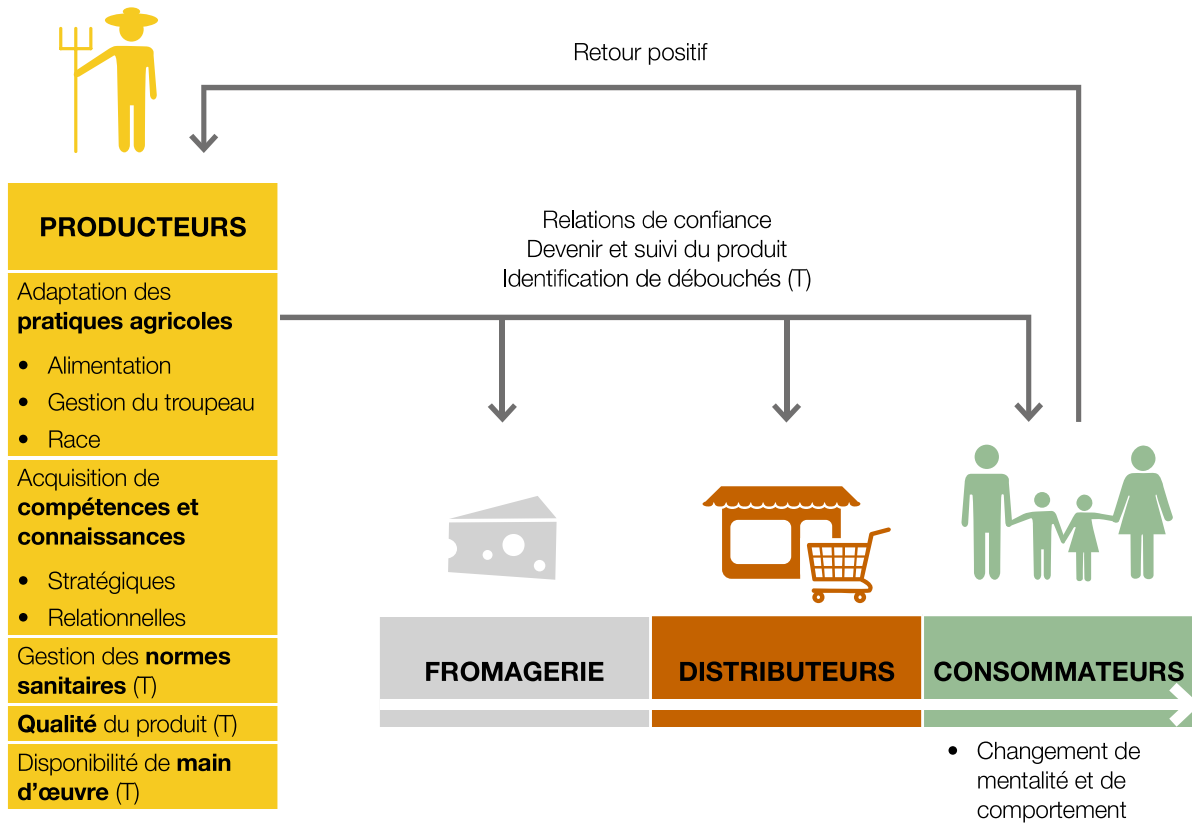 Retour positif
PRODUCTEURS
Relations de confiance
Devenir et suivi du produit
Identification de débouchés (T)
Adaptation des
pratiques agricoles
• Alimentation
• Gestion du troupeau
• Race
Acquisition de
compétences et
connaissances
• Stratégiques
• Relationnelles
Gestion des normes
sanitaires (T)
Qualité du produit (T)
Disponibilité de main
d'œuvre (T)
FROMAGERIE
DISTRIBUTEURS
CONSOMMATEURS
• Changement de
mentalité et de
comportement